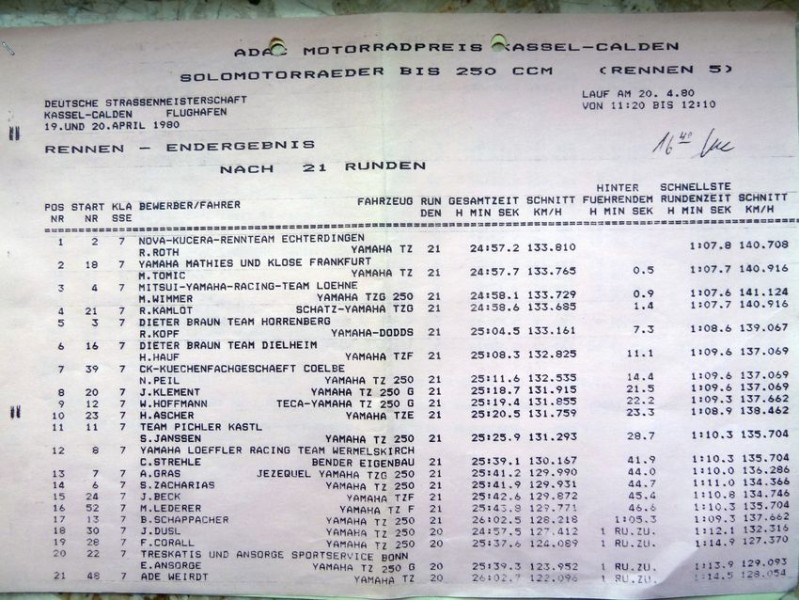 ADAC MOTORRADPREIS KASSEL-CALDEN
SOLOMOTORRAEDER BIS 250 CCM (RENNEN 5)
DEUTSCHE STRASSENMEISTERSCHAFT
KASSEL-CALDEN FLUGHAFEN
19.UND 20.APRIL 1980
LAUF AM 20. 4.80
VON 11:20 BIS 12:10
RENNEN - ENDERGEBNIS
NACH 21 RUNDEN
16 40
HINTER SCHNELLSTE
POS START KLA BEWERBER/FAHRER FAHRZEUG RUN GESAMTZEIT SCHNITT FUEHRENDEM RUNDENZEIT SCHNITT
NR NR SSE DEN H MIN SEK KM/H H MIN SEK H MIN SEK KM/H
1 2 7 NOVA-KUCERA-RENNTEAM ECHTERDINGEN
R.ROTH YAMAHA TZ 21 24:57.2 133.810 1:07.8 140.708
2 18 7 YAMAHA MATHIES UND KLOSE FRANKFURT
M.TOMIC YAMAHA TZ 21 24:57.7 133.765 0.5 1:07.7 140.916
3 4 7 MITSUI-YAMAHA-RACING-TEAM LOEHNE
M.WIMMER YAMAHA TZG 250 21 24:58.1 133.729 0.9 1:07.6 141.124
4 21 7 R.KAMLOT SCHATZ-YAMAHA TZG 21 24:58.6 133.685 1.4 1:07.7 140.916
5 3 7 DIETER BRAUN TEAM HORRENBERG
R.KOPF YAMAHA-DODDS 21 25:04.5 133.161 7.3 1:08.6 139.067
6 16 7 DIETER BRAUN TEAM DIELHEIM
H.HAUF YAMAHA TZF 21 25:08.3 132.825 11.1 1:09.6 137.069
7 39 7 CK-KUECHENFACHGESCHAEFT COELBE
N.PEIL YAMAHA TZ 250 21 25:11.6 132.535 14.4 1:09.6 137.069
8 20 7 J.KLEMENT YAMAHA TZ 250 G 21 25:18.7 131.915 21.5 1:09.6 137.069
9 12 7 W.HOFFMANN TECA-YAMAHA TZ 250 G 21 25:19.4 131.855 22.2 1:09.3 137.662
10 23 7 H.ASCHER YAMAHA TZE 21 25:20.5 131.759 23.3 1:08.9 138.462
11 11 7 TEAM PICHLER KASTL
S.JANSSEN YAMAHA TZ 250 21 25:25.9 131.293 28.7 1:10.3 135.704
12 8 7 YAMAHA LOEFFLER RACING TEAM WERMELSKIRCH
C.STREHLE BENDER EIGENBAU 21 25:39.1 130.167 41.9 1:10.3 135.704
13 7 7 A.GRAS JEZEQUEL YAMAHA TZG 250 21 25:41.2 129.990 44.0 1:10.0 136.286
14 6 7 S.ZACHARIAS YAMAHA TZ 250 21 25:41.9 129.931 44.7 1:11.0 134.366
15 24 7 J.BECK YAMAHA TZF 21 25:42.6 129.872 45.4 1:10.8 134.746
16 52 7 M.LEDERER YAMAHA TZ F 21 25:43.8 129.771 46.6 1:10.3 135.704
17 13 7 B.SCHAPPACHER YAMAHA TZ 250 21 26:02.5 128.218 1:05.3 1:09.3 137.662
18 30 7 J.DUSL YAMAHA TZ 250 20 24:57.5 127.412 1 RU.ZU. 1:12.1 132.316
19 28 7 F.CORALL YAMAHA TZ 250 20 25:37.6 124.089 1 RU.ZU. 1:14.9 127.370
20 22 7 TRESKATIS UND ANSORGE SPORTSERVICE BONN
E.ANSORGE YAMAHA TZ 250 G 20 25:39.3 123.952 1 RU.ZU. 1:13.9 129.093
21 48 7 ADE WEIRDT YAMAHA TZ 20 26:02.7 122.096 1 RU.ZU. 1:14.5 128.054